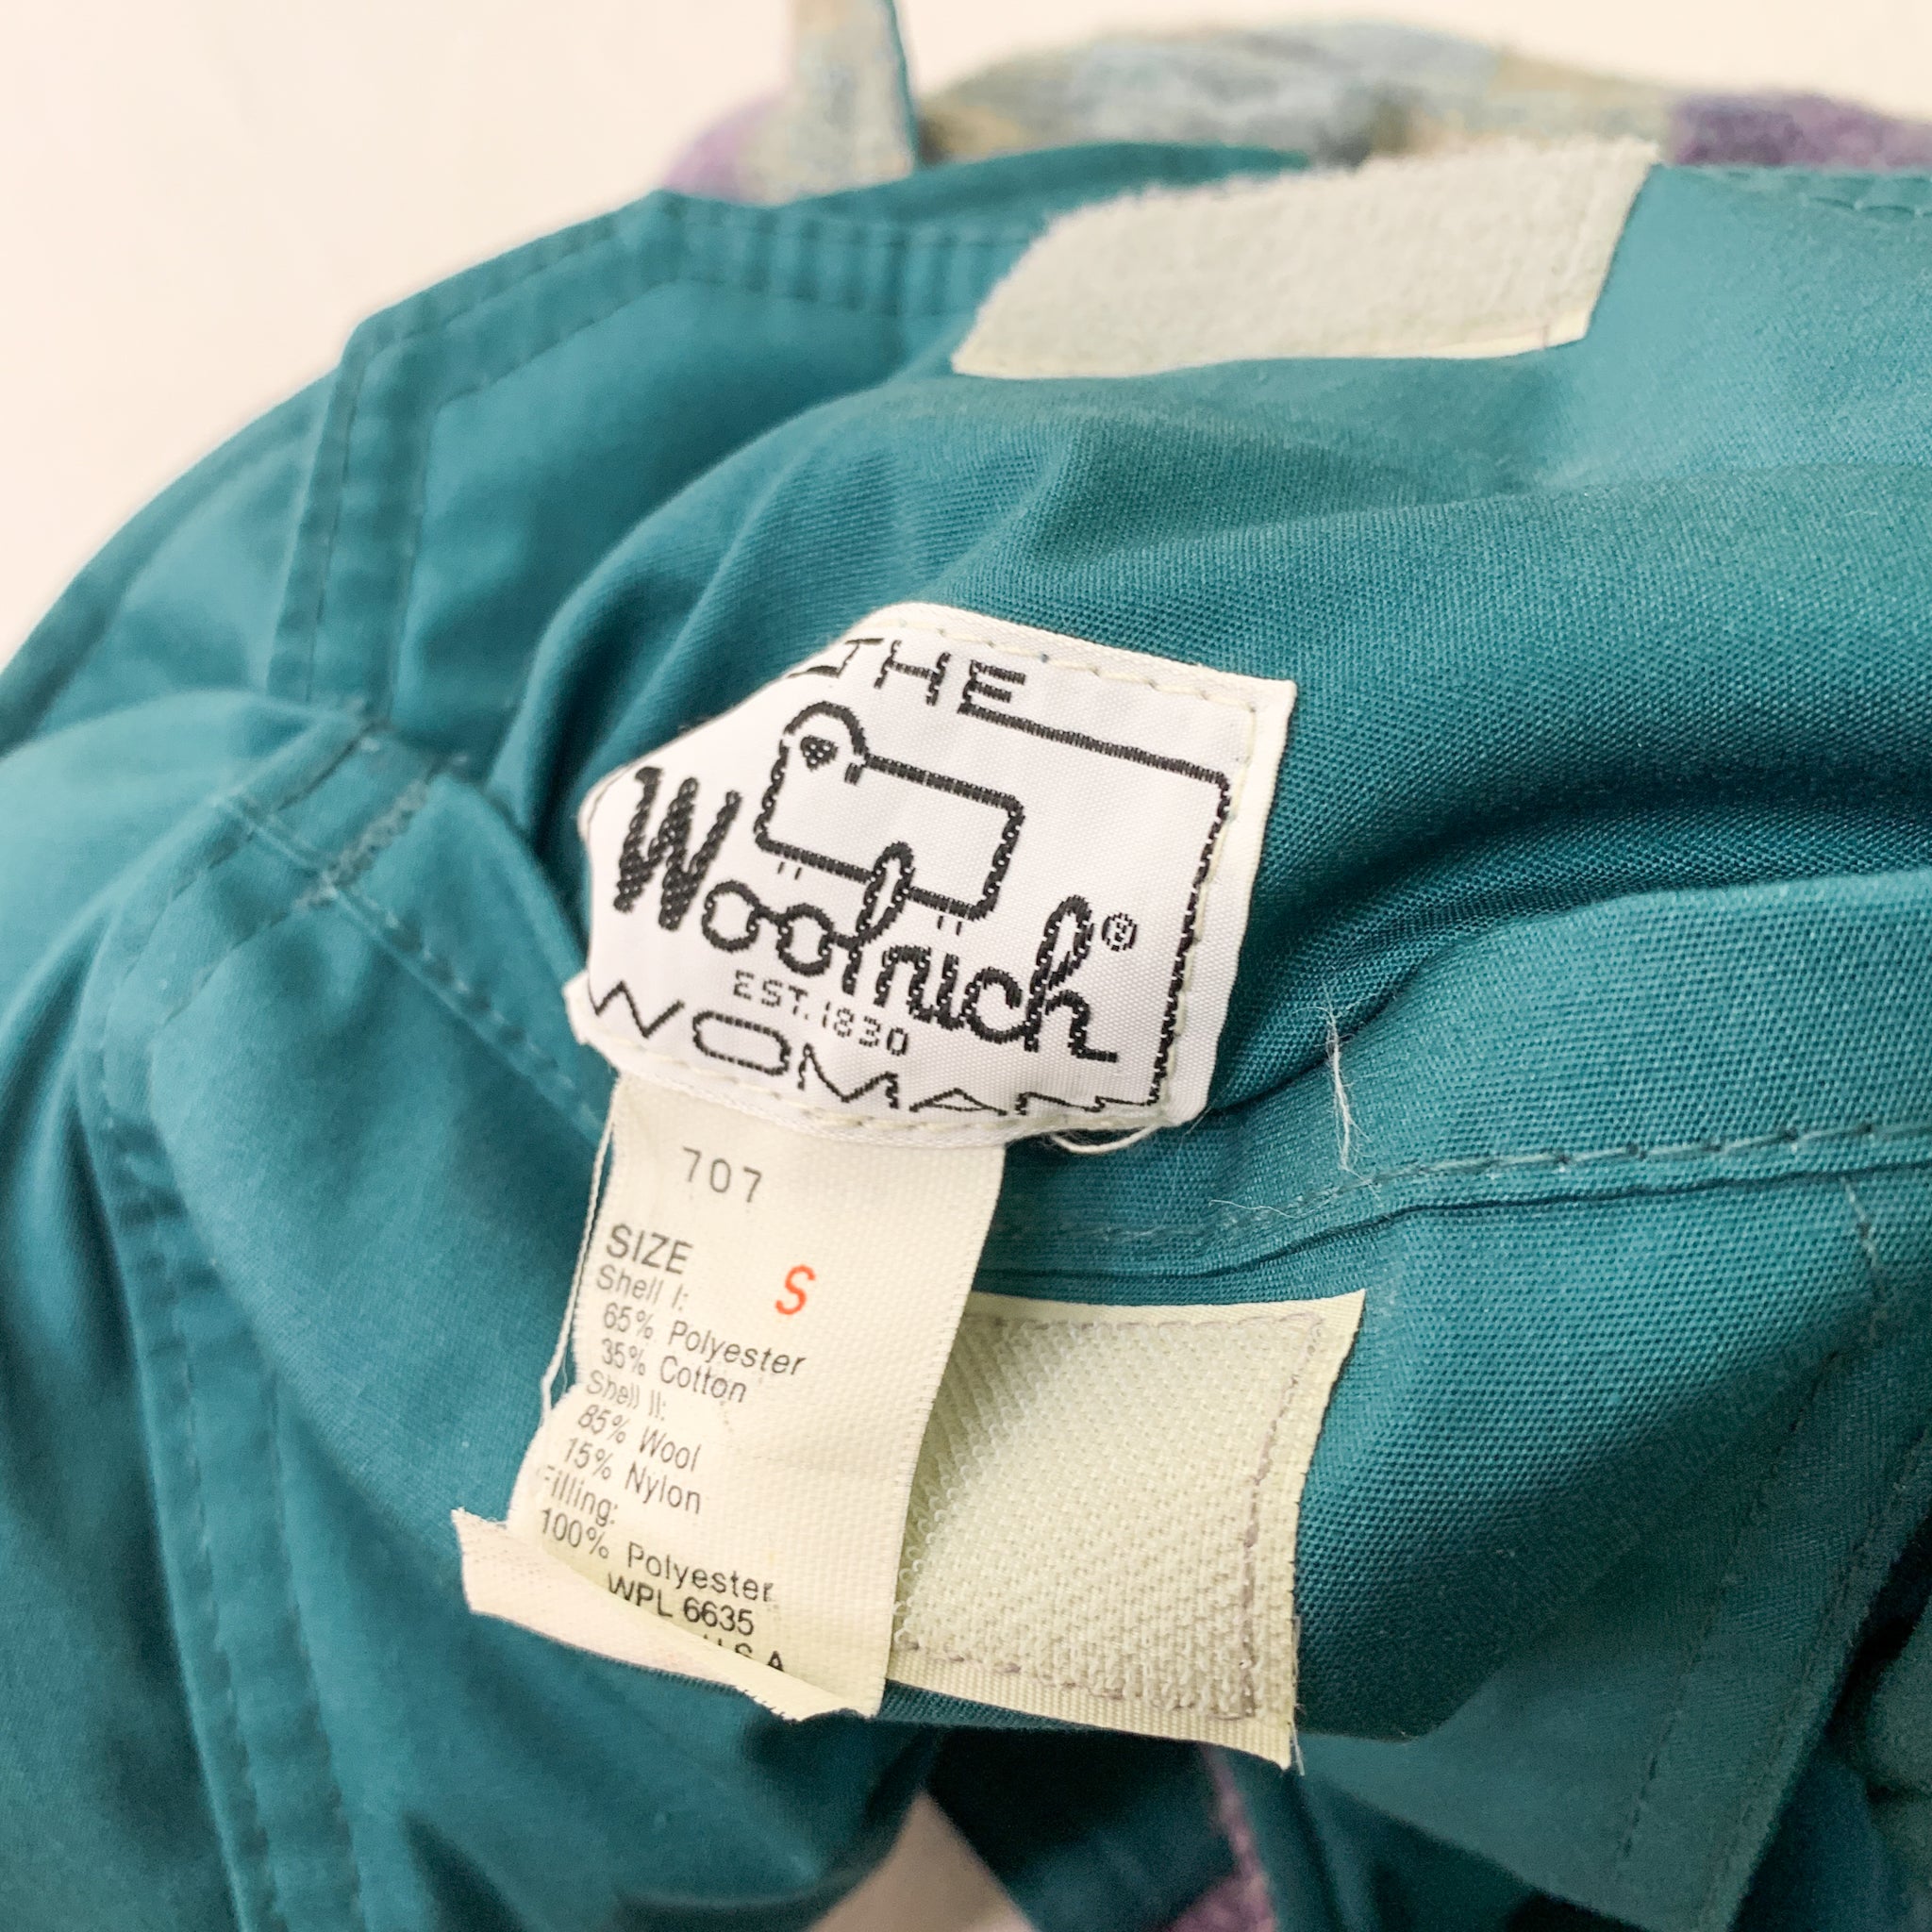 THE
Woolrich®
EST. 1830
WOMAN
707
SIZE S
Shell I:
65% Polyester
35% Cotton
Shell II:
85% Wool
15% Nylon
Filling:
100% Polyester
WPL 6635
U.S.A